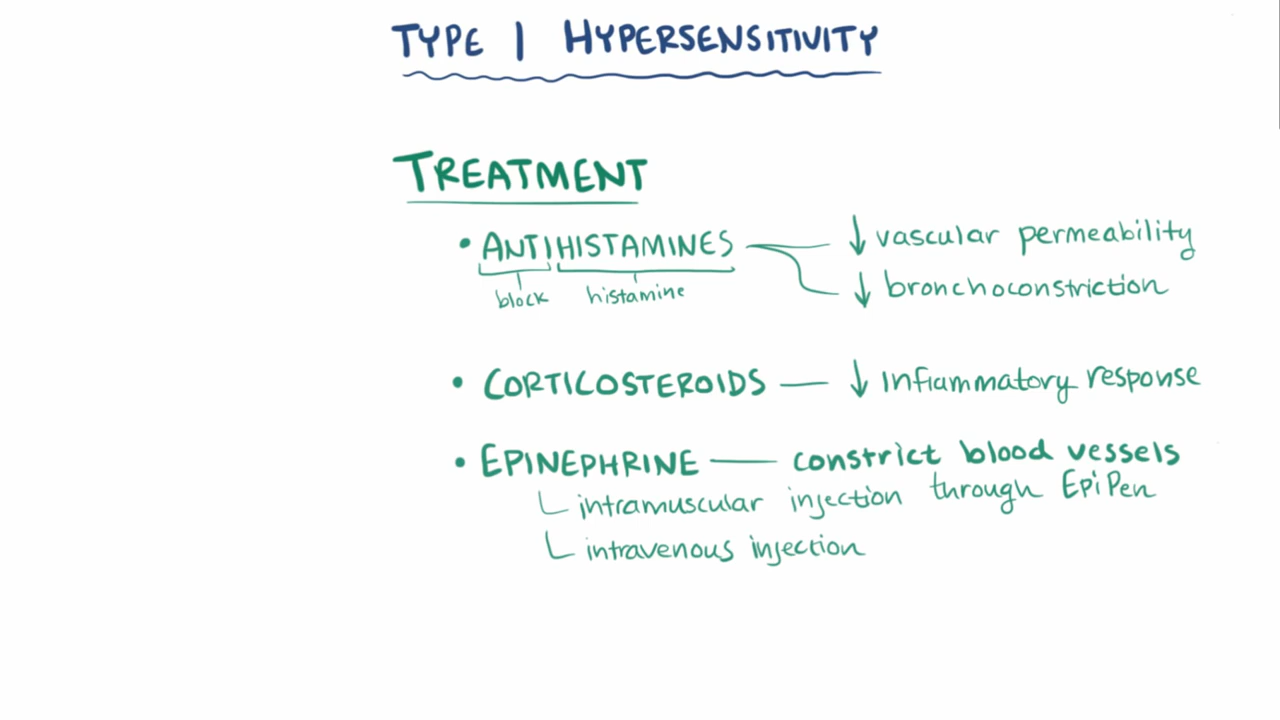 TYPE 1 HYPERSENSITIVITY
TREATMENT
• ANTIHISTAMINES
block histamine
↓ vascular permeability
↓ bronchoconstriction
• CORTICOSTEROIDS — ↓ inflammatory response
• EPINEPHRINE — constrict blood vessels
intramuscular injection through EpiPen
intravenous injection